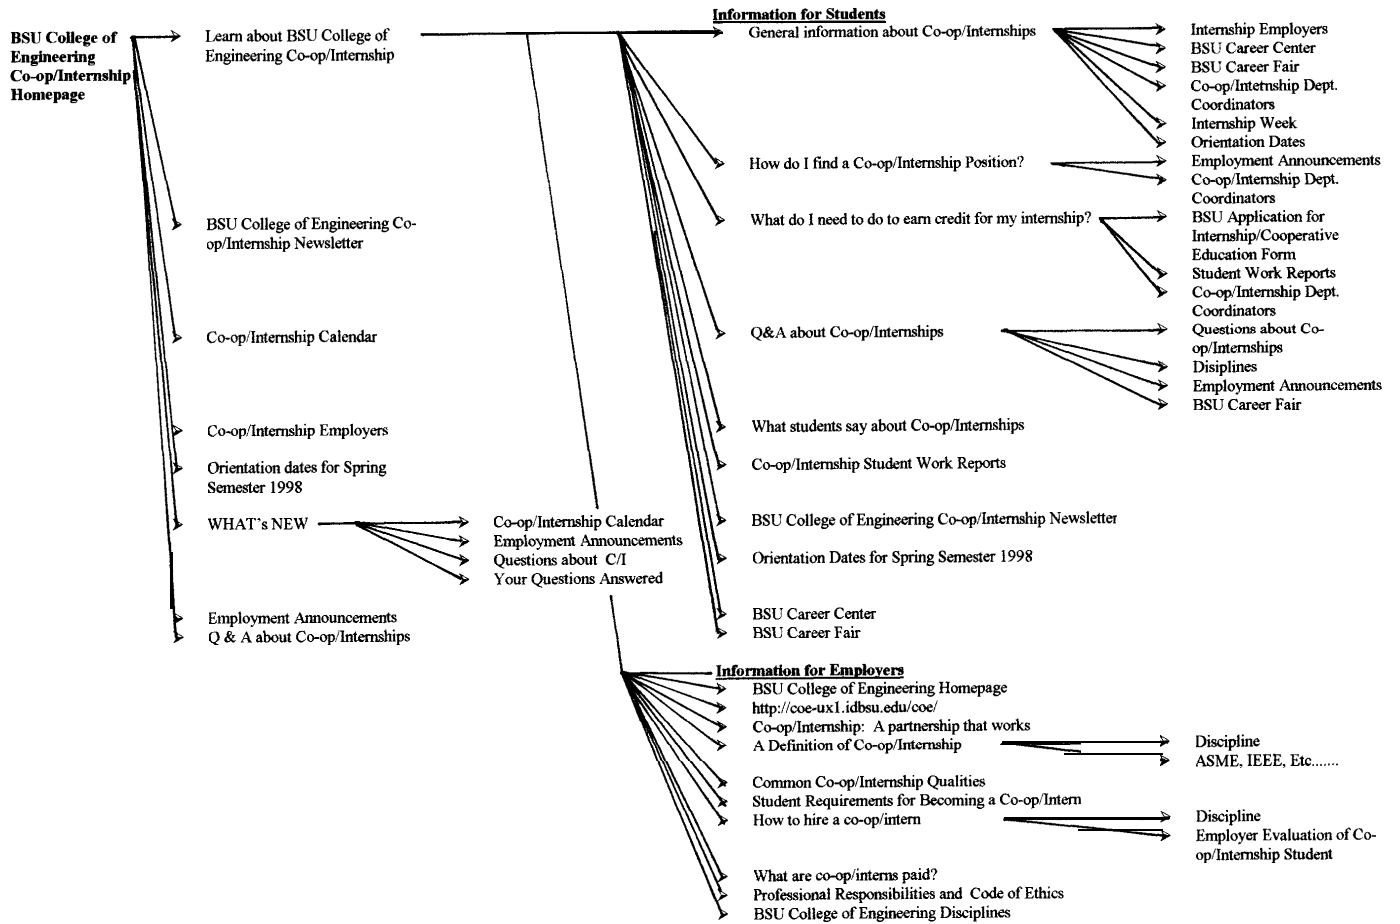 BSU College of
Engineering
Co-op/Internship
Homepage
Learn about BSU College of
Engineering Co-op/Internship
BSU College of Engineering Co-
op/Internship Newsletter
Co-op/Internship Calendar
Co-op/Internship Employers
Orientation dates for Spring
Semester 1998
WHAT's NEW
Co-op/Internship Calendar
Employment Announcements
Questions about C/I
Your Questions Answered
Employment Announcements
Q & A about Co-op/Internships
Information for Students
General information about Co-op/Internships
Internship Employers
BSU Career Center
BSU Career Fair
Co-op/Internship Dept.
Coordinators
Internship Week
Orientation Dates
How do I find a Co-op/Internship Position?
Employment Announcements
Co-op/Internship Dept.
Coordinators
What do I need to do to earn credit for my internship?
BSU Application for
Internship/Cooperative
Education Form
Student Work Reports
Co-op/Internship Dept.
Coordinators
Q&A about Co-op/Internships
Questions about Co-
op/Internships
Disiplines
Employment Announcements
BSU Career Fair
What students say about Co-op/Internships
Co-op/Internship Student Work Reports
BSU College of Engineering Co-op/Internship Newsletter
Orientation Dates for Spring Semester 1998
BSU Career Center
BSU Career Fair
Information for Employers
BSU College of Engineering Homepage
http://coe-ux1.idbsu.edu/coe/
Co-op/Internship: A partnership that works
A Definition of Co-op/Internship
Discipline
ASME, IEEE, Etc.......
Common Co-op/Internship Qualities
Student Requirements for Becoming a Co-op/Intern
How to hire a co-op/intern
Discipline
Employer Evaluation of Co-
op/Internship Student
What are co-op/interns paid?
Professional Responsibilities and Code of Ethics
BSU College of Engineering Disciplines